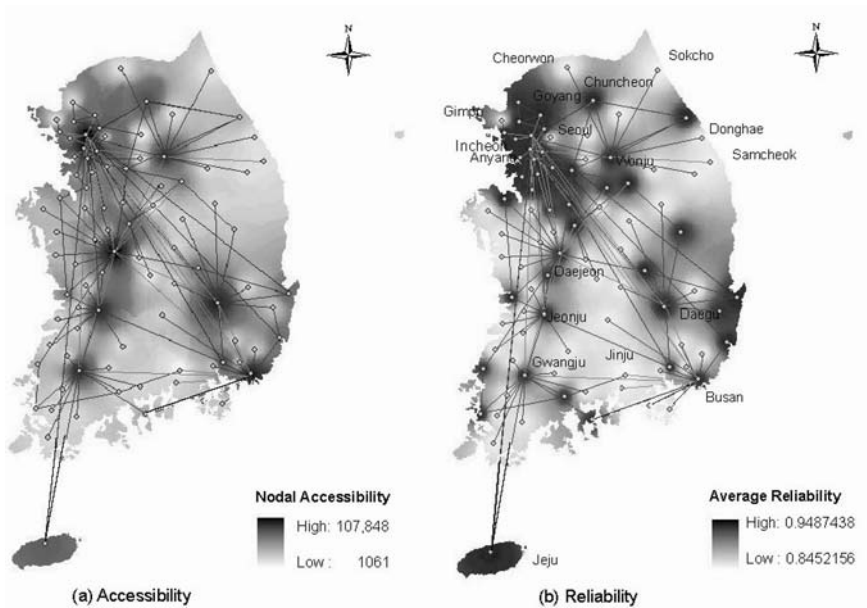 N
Nodal Accessibility
High: 107,848
Low : 1061
(a) Accessibility
N
Cheorwon
Sokcho
Chuncheon
Goyang
Gimpo
Seoul
Donghae
Incheon
Anyang
Wonju
Samcheok
Daejeon
Daegu
Jeonju
Jinju
Gwangju
Busan
Average Reliability
High: 0.9487438
Low : 0.8452156
Jeju
(b) Reliability